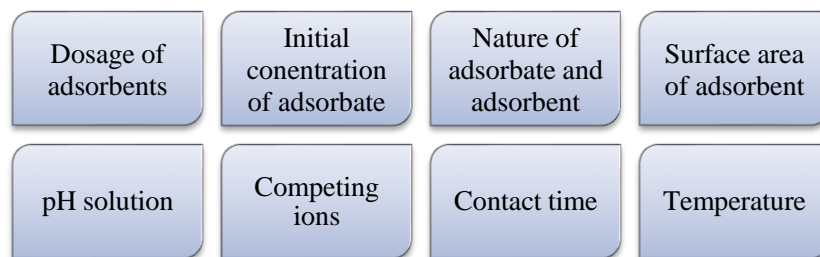 Dosage of
adsorbents
Initial
conentration
of adsorbate
Nature of
adsorbate and
adsorbent
Surface area
of adsorbent
pH solution
Competing
ions
Contact time
Temperature